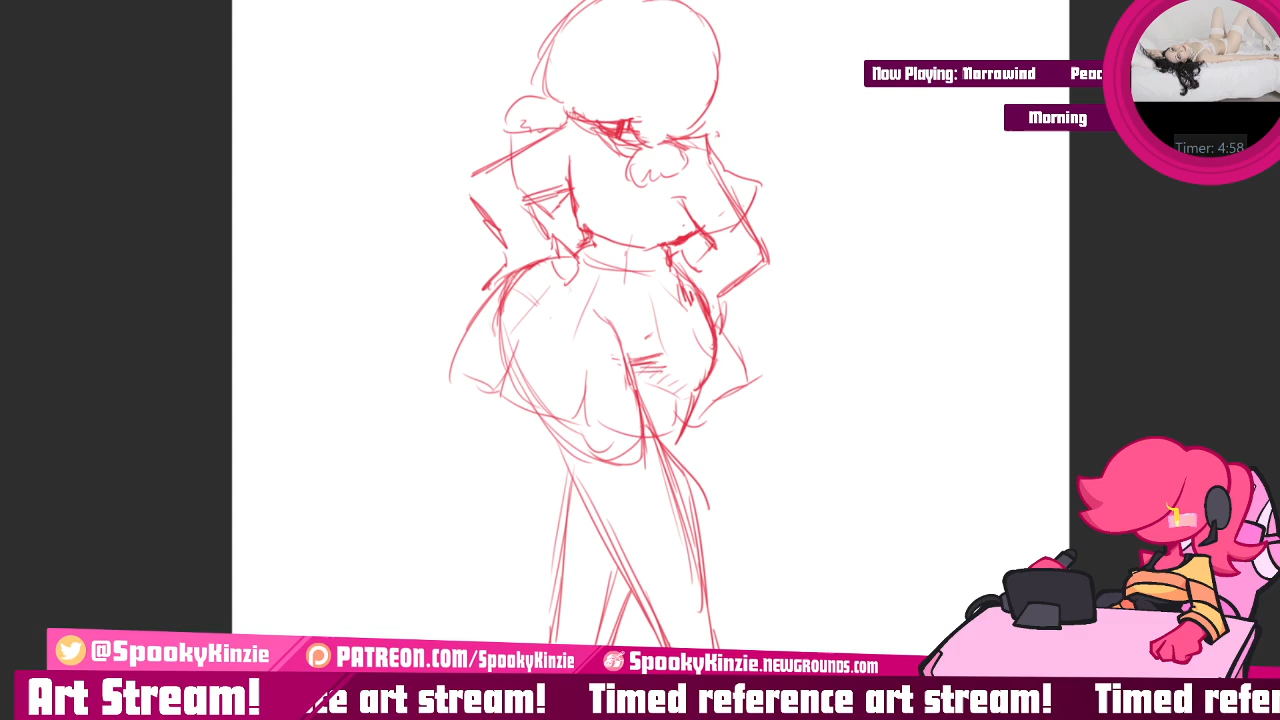 Now Playing: Narrowind Peac
Morning
Timer: 4:58
@SpookyKinzie PATREON.COM/SpookyKinzie SpookyKinzie.NEWGROUNDS.COM
Art Stream! ce art stream! Timed reference art stream! Timed refer